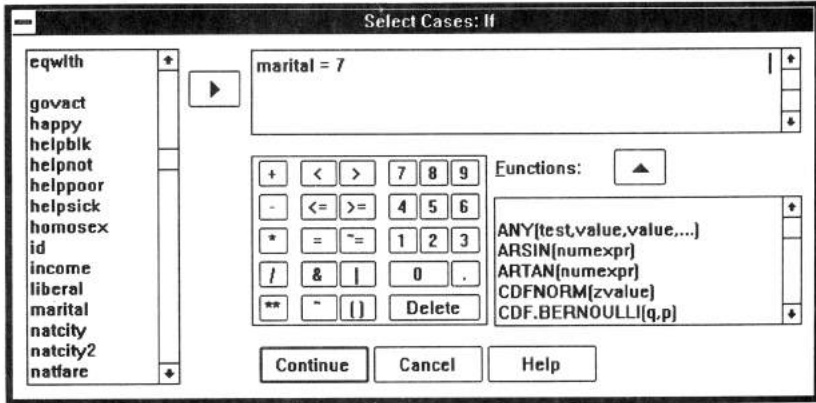 Select Cases: If
eqwlth
govact
happy
helpblk
helpnot
helppoor
helpsick
homosex
id
income
liberal
marital
natcity
natcity2
natfare
marital = 7
+ < > 7 8 9
- <= >= 4 5 6
* = ~= 1 2 3
/ & | 0 .
** ~ () Delete
Functions:
ANY(test,value,value,...)
ARSIN(numexpr)
ARTAN(numexpr)
CDFNORM(zvalue)
CDF.BERNOULLI(q,p)
Continue Cancel Help